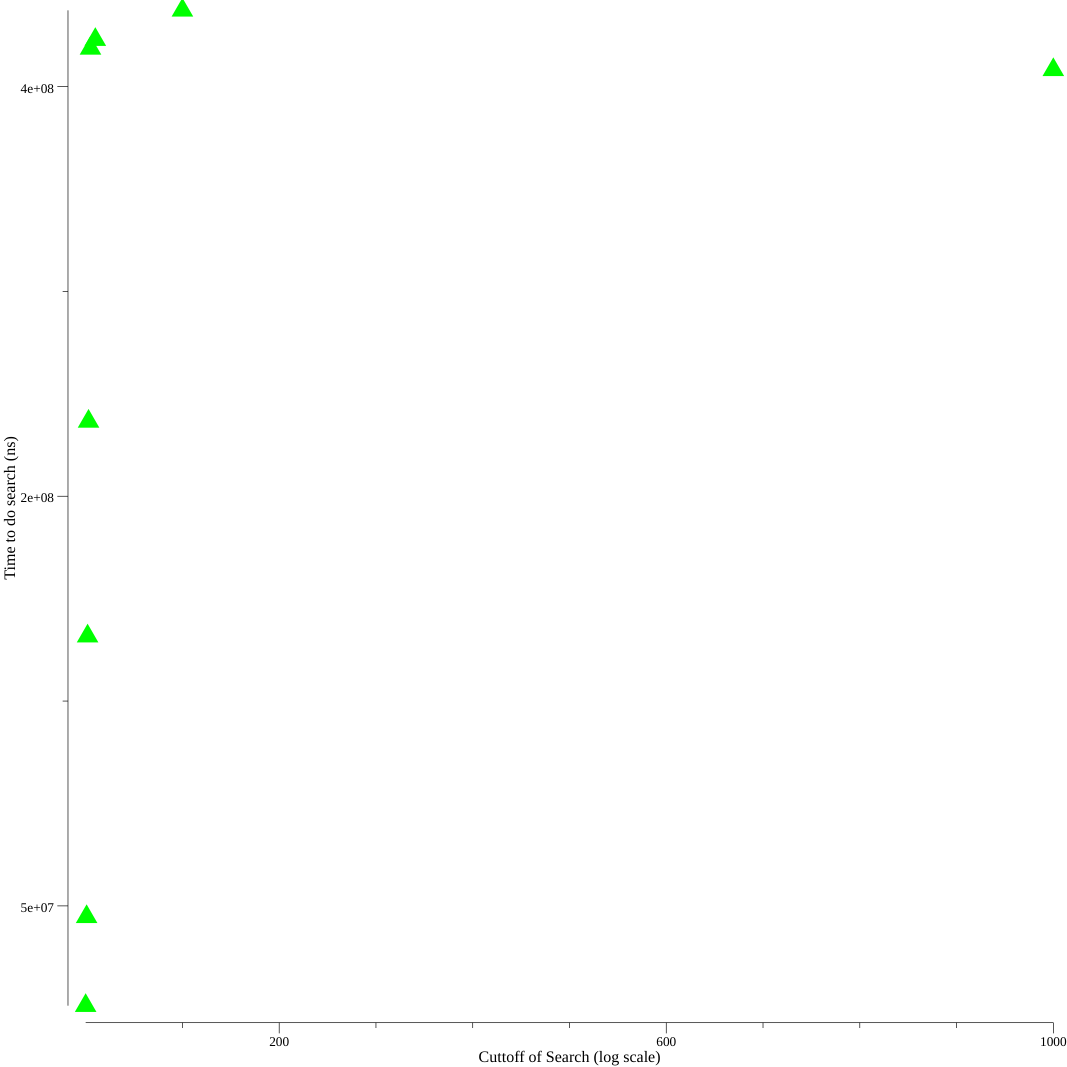 4e+08
2e+08
5e+07
Time to do search (ns)
200
600
1000
Cuttoff of Search (log scale)